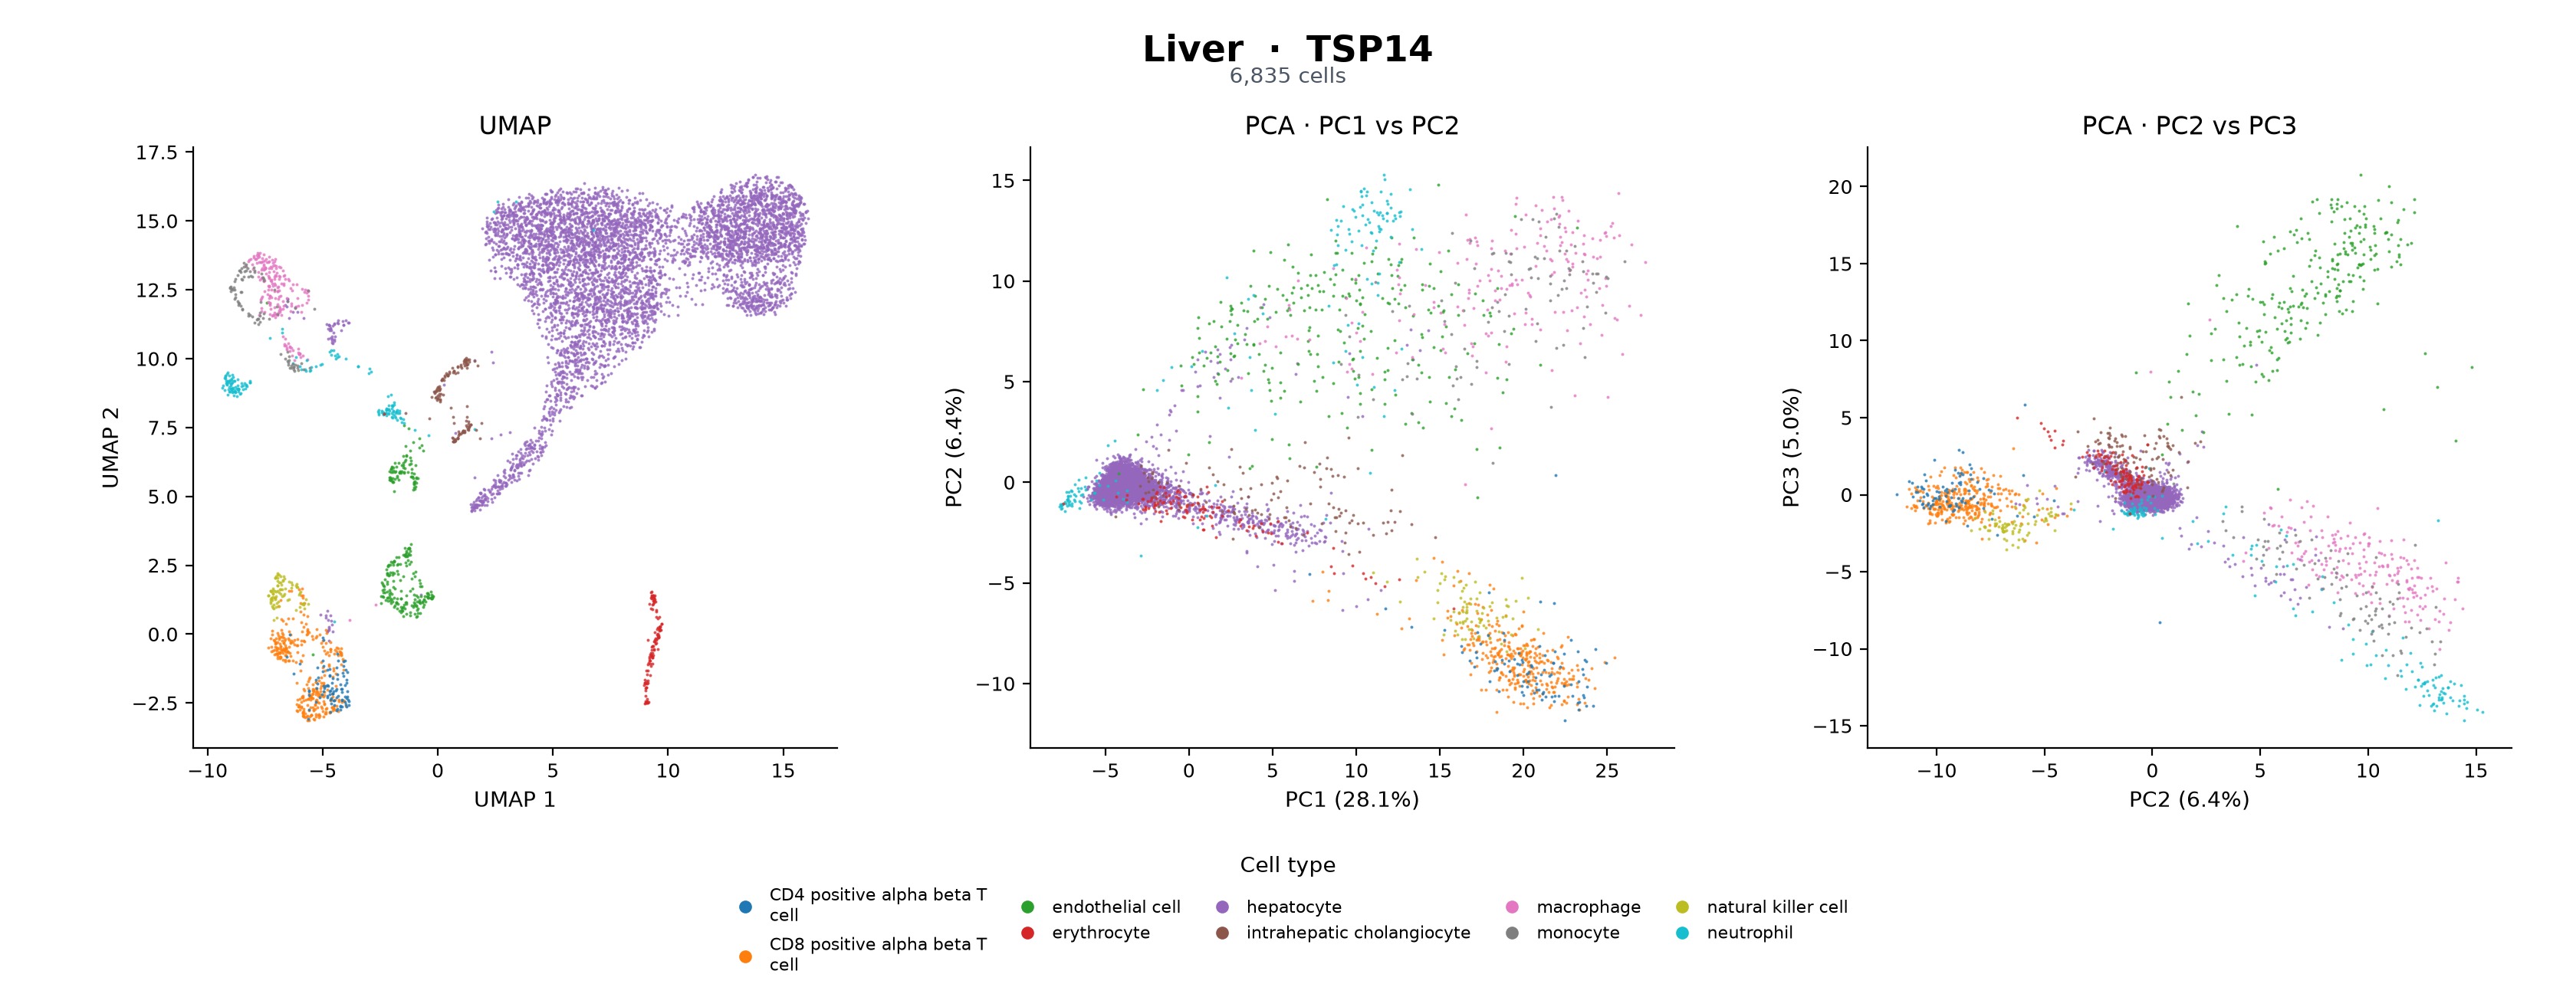 Liver · TSP14
6,835 cells
UMAP
17.5
15.0
12.5
10.0
7.5
5.0
2.5
0.0
−2.5
−10
−5
0
5
10
15
UMAP 1
UMAP 2
PCA · PC1 vs PC2
15
10
5
0
−5
−10
−5
0
5
10
15
20
25
PC1 (28.1%)
PC2 (6.4%)
PCA · PC2 vs PC3
20
15
10
5
0
−5
−10
−15
−10
−5
0
5
10
15
PC2 (6.4%)
PC3 (5.0%)
Cell type
CD4 positive alpha beta T
cell
CD8 positive alpha beta T
cell
endothelial cell
erythrocyte
hepatocyte
intrahepatic cholangiocyte
macrophage
monocyte
natural killer cell
neutrophil